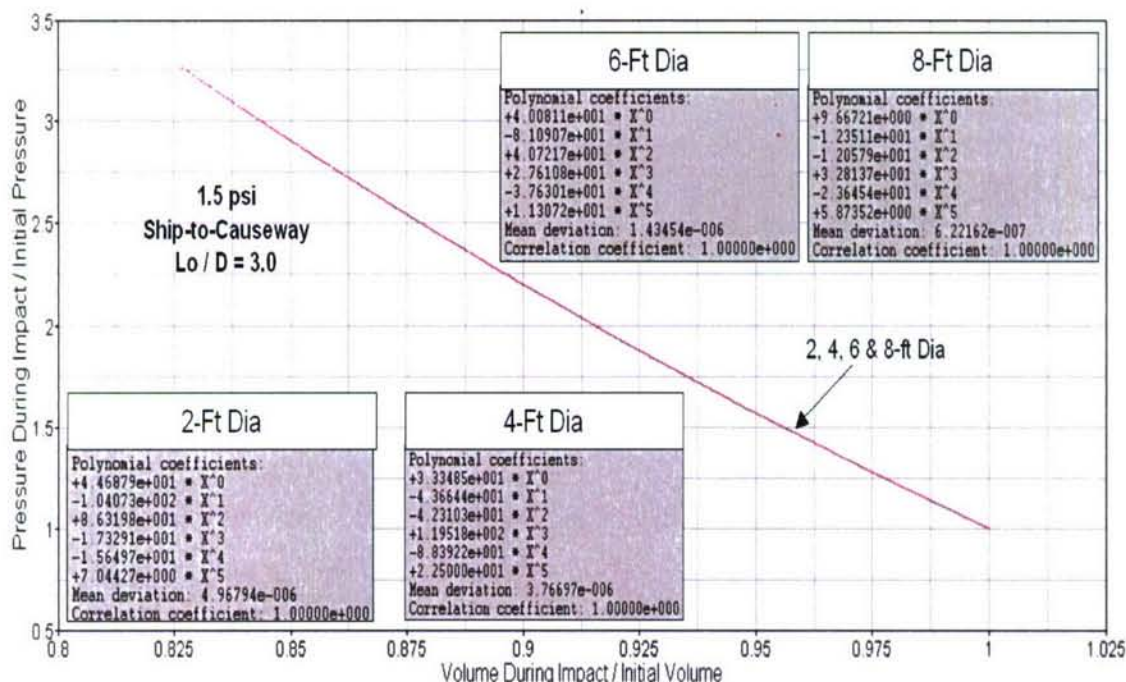 Pressure During Impact / Initial Pressure
3.5
3
2.5
2
1.5
1
0.5
1.5 psi
Ship-to-Causeway
Lo / D = 3.0
6-Ft Dia
Polynomial coefficients:
+4.00811e+001 * X^0
-8.10907e+001 * X^1
+4.07217e+001 * X^2
+2.76108e+001 * X^3
-3.76301e+001 * X^4
+1.13072e+001 * X^5
Mean deviation: 1.43454e-006
Correlation coefficient: 1.00000e+000
8-Ft Dia
Polynomial coefficients:
+9.66721e+000 * X^0
-1.23511e+001 * X^1
-1.20579e+001 * X^2
+3.28137e+001 * X^3
-2.36454e+001 * X^4
+5.87352e+000 * X^5
Mean deviation: 6.22162e-007
Correlation coefficient: 1.00000e+000
2, 4, 6 & 8-ft Dia
2-Ft Dia
Polynomial coefficients:
+4.46879e+001 * X^0
-1.04073e+002 * X^1
+8.63198e+001 * X^2
-1.73291e+001 * X^3
-1.56497e+001 * X^4
+7.04427e+000 * X^5
Mean deviation: 4.96794e-006
Correlation coefficient: 1.00000e+000
4-Ft Dia
Polynomial coefficients:
+3.33485e+001 * X^0
-4.36644e+001 * X^1
-4.23103e+001 * X^2
+1.19518e+002 * X^3
-8.83922e+001 * X^4
+2.25000e+001 * X^5
Mean deviation: 3.76697e-006
Correlation coefficient: 1.00000e+000
0.8 0.825 0.85 0.875 0.9 0.925 0.95 0.975 1 1.025
Volume During Impact / Initial Volume